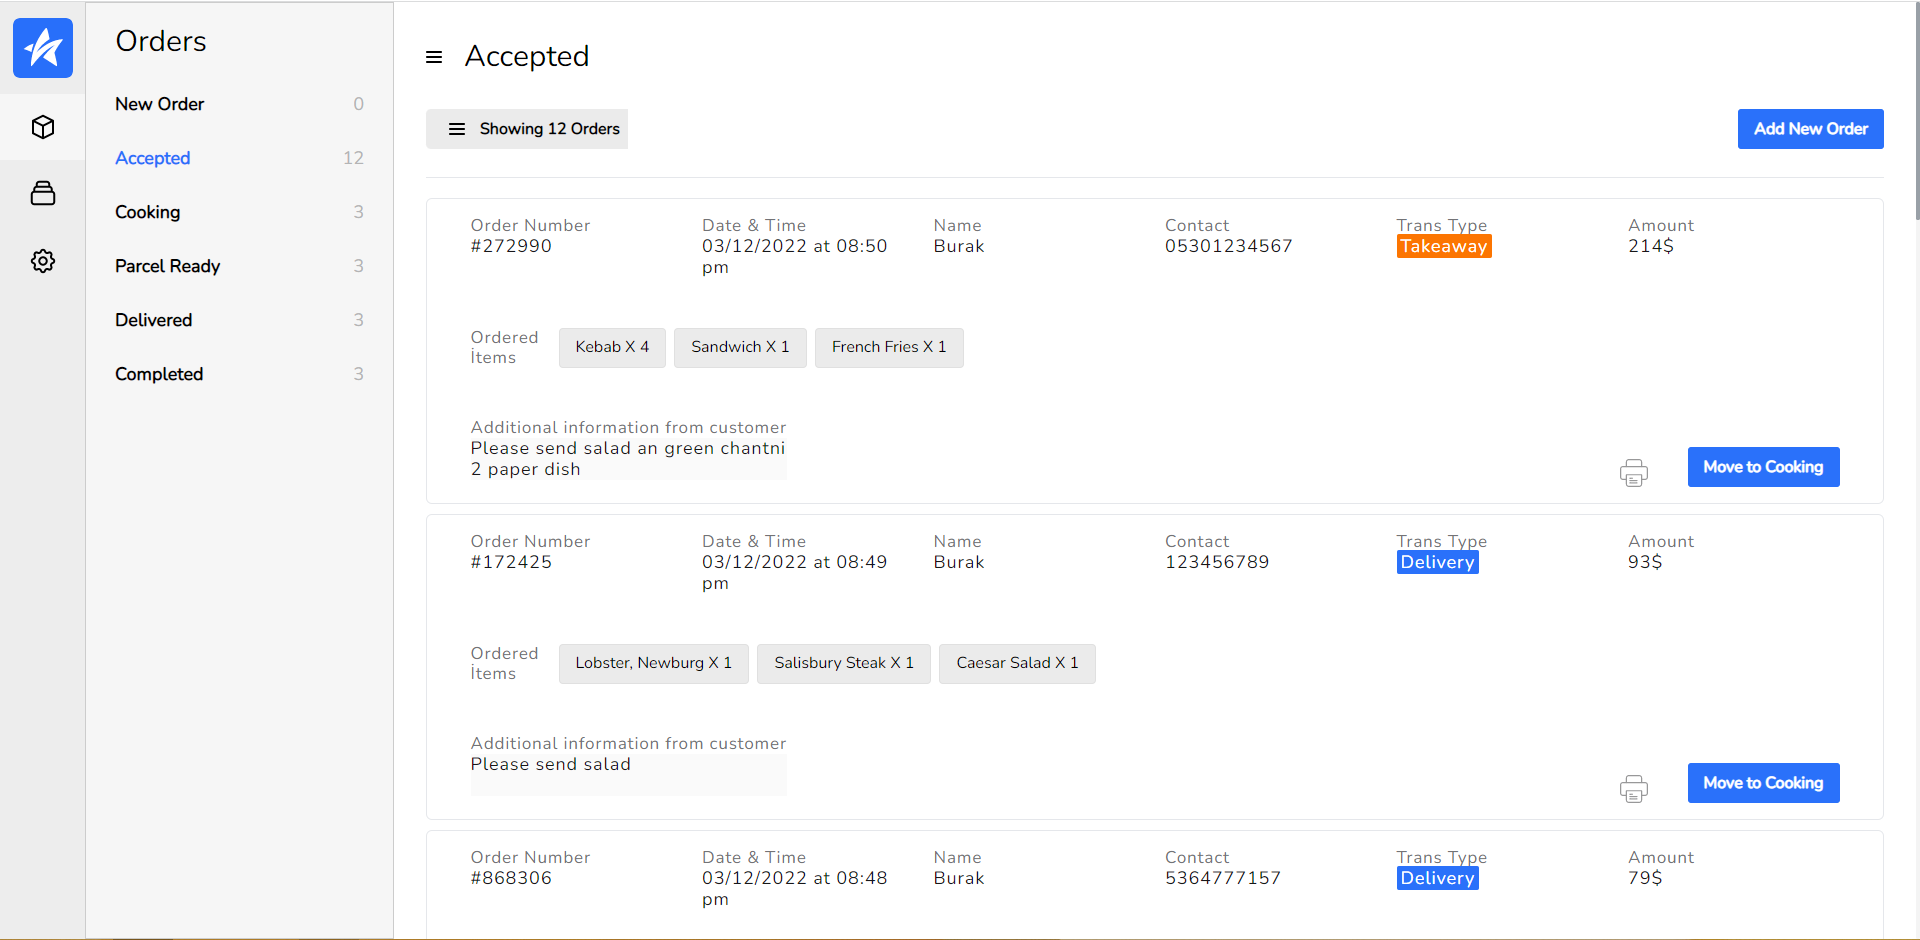 Orders
New Order 0
Accepted 12
Cooking 3
Parcel Ready 3
Delivered 3
Completed 3
Accepted
Showing 12 Orders
Add New Order
Order Number Date & Time Name Contact Trans Type Amount
#272990 03/12/2022 at 08:50 Burak 05301234567 Takeaway 214$
pm
Ordered
İtems
Kebab X 4 Sandwich X 1 French Fries X 1
Additional information from customer
Please send salad an green chantni
2 paper dish
Move to Cooking
Order Number Date & Time Name Contact Trans Type Amount
#172425 03/12/2022 at 08:49 Burak 123456789 Delivery 93$
pm
Ordered
İtems
Lobster, Newburg X 1 Salisbury Steak X 1 Caesar Salad X 1
Additional information from customer
Please send salad
Move to Cooking
Order Number Date & Time Name Contact Trans Type Amount
#868306 03/12/2022 at 08:48 Burak 5364777157 Delivery 79$
pm